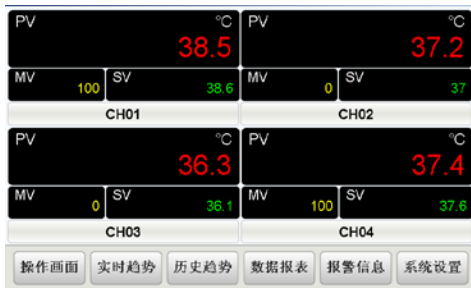 PV °C PV °C
38.5 37.2
MV 100 SV 38.6 MV 0 SV 37
CH01 CH02
PV °C PV °C
36.3 37.4
MV 0 SV 36.1 MV 100 SV 37.6
CH03 CH04
操作画面 实时趋势 历史趋势 数据报表 报警信息 系统设置